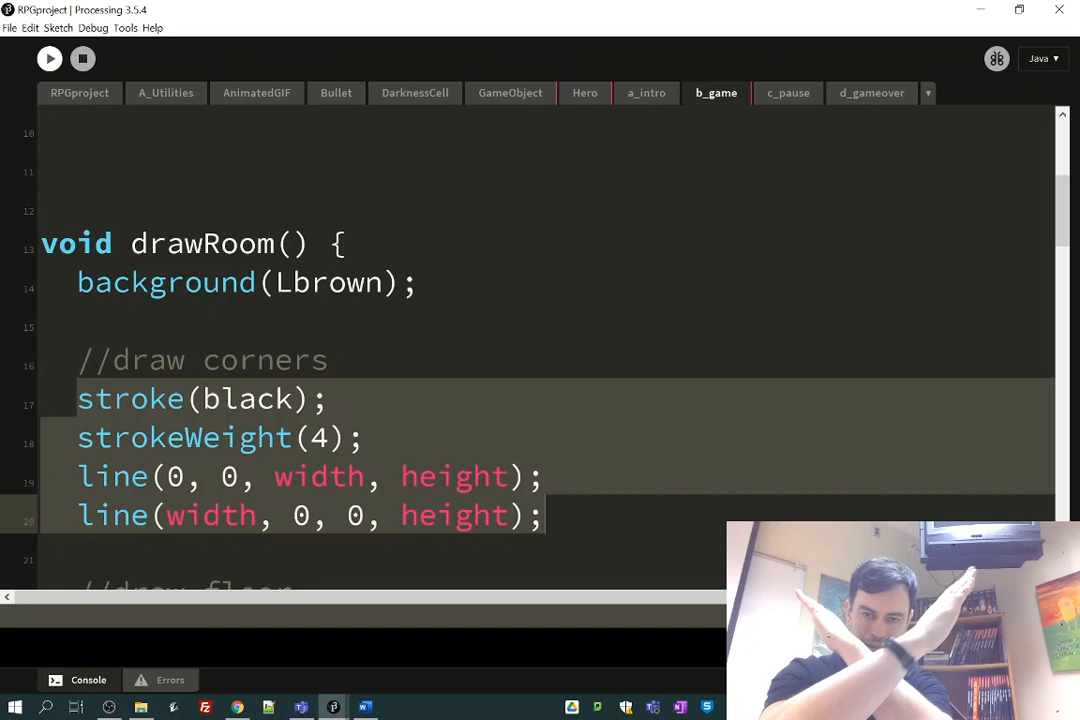 RPGproject | Processing 3.5.4
File Edit Sketch Debug Tools Help
Java ▾
RPGproject A_Utilities AnimatedGIF Bullet DarknessCell GameObject Hero a_intro b_game c_pause d_gameover ▾
10
11
12
13 void drawRoom() {
14 background(Lbrown);
15
16 //draw corners
17 stroke(black);
18 strokeWeight(4);
19 line(0, 0, width, height);
20 line(width, 0, 0, height);
21
//draw floor
Console Errors